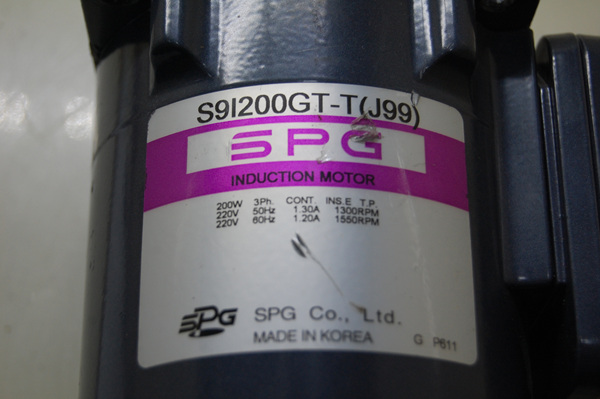 S9I200GT-T(J99)
SPG
INDUCTION MOTOR
200W 3Ph. CONT. INS.E T.P.
220V 50Hz 1.30A 1300RPM
220V 60Hz 1.20A 1550RPM
SPG SPG Co., Ltd.
MADE IN KOREA
G P611